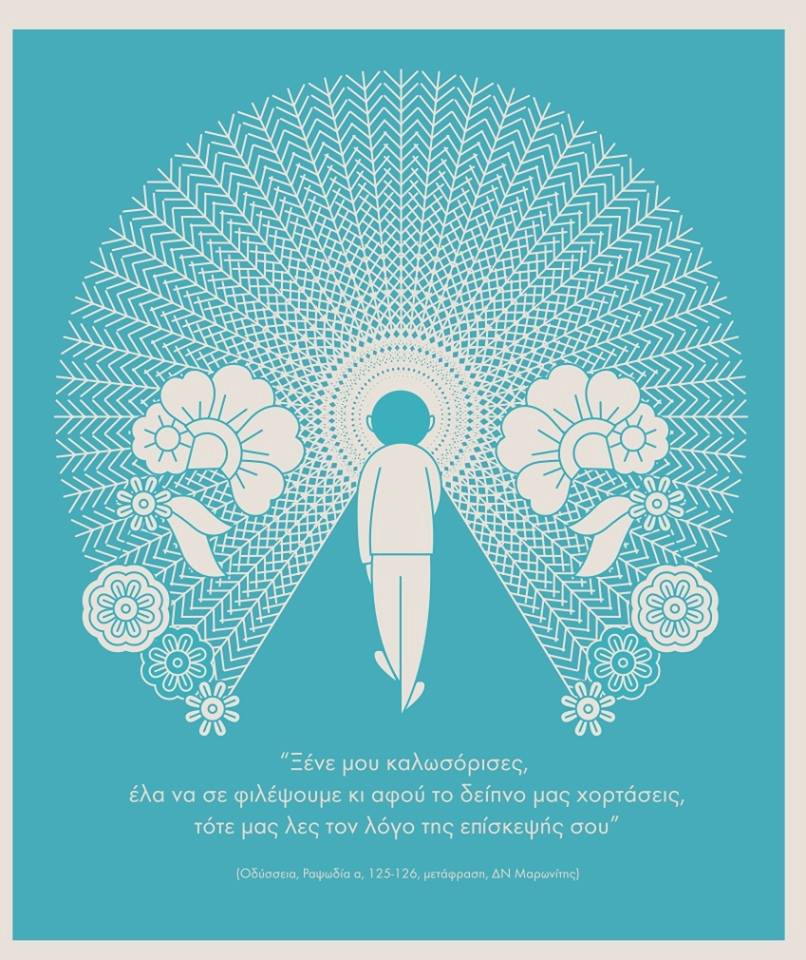 “Ξένε μου καλωσόρισες,
έλα να σε φιλέψουμε κι αφού το δείπνο μας χορτάσεις,
τότε μας λες τον λόγο της επίσκεψής σου”
(Οδύσσεια, Ραψωδία α, 125-126, μετάφραση, ΔΝ Μαρωνίτης)